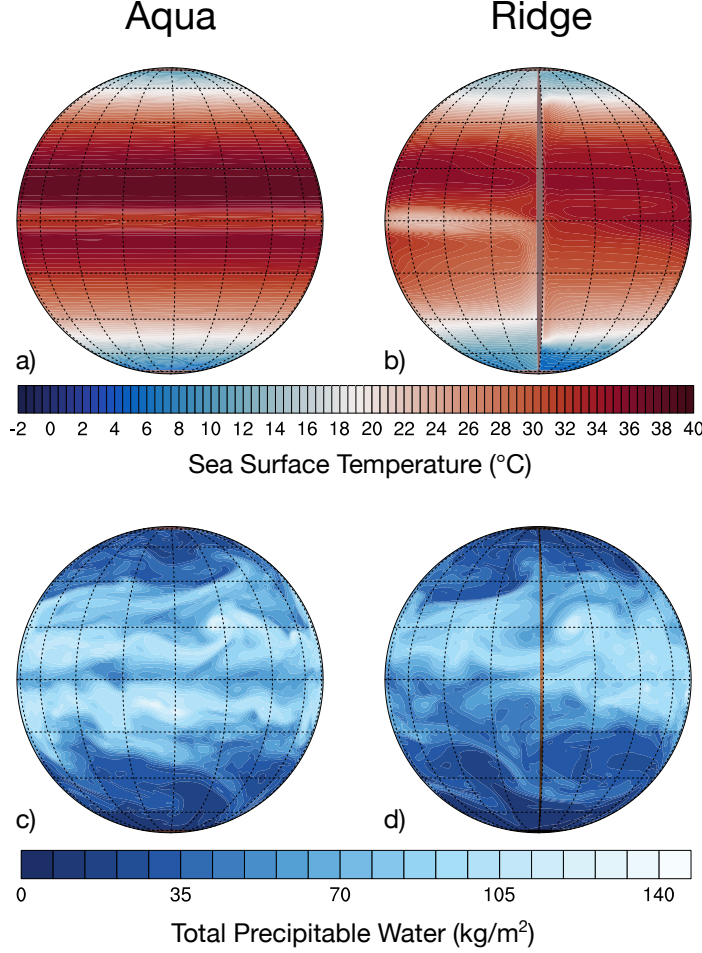 Aqua Ridge
a) b)
-2 0 2 4 6 8 10 12 14 16 18 20 22 24 26 28 30 32 34 36 38 40
Sea Surface Temperature (°C)
c) d)
0 35 70 105 140
Total Precipitable Water (kg/m²)